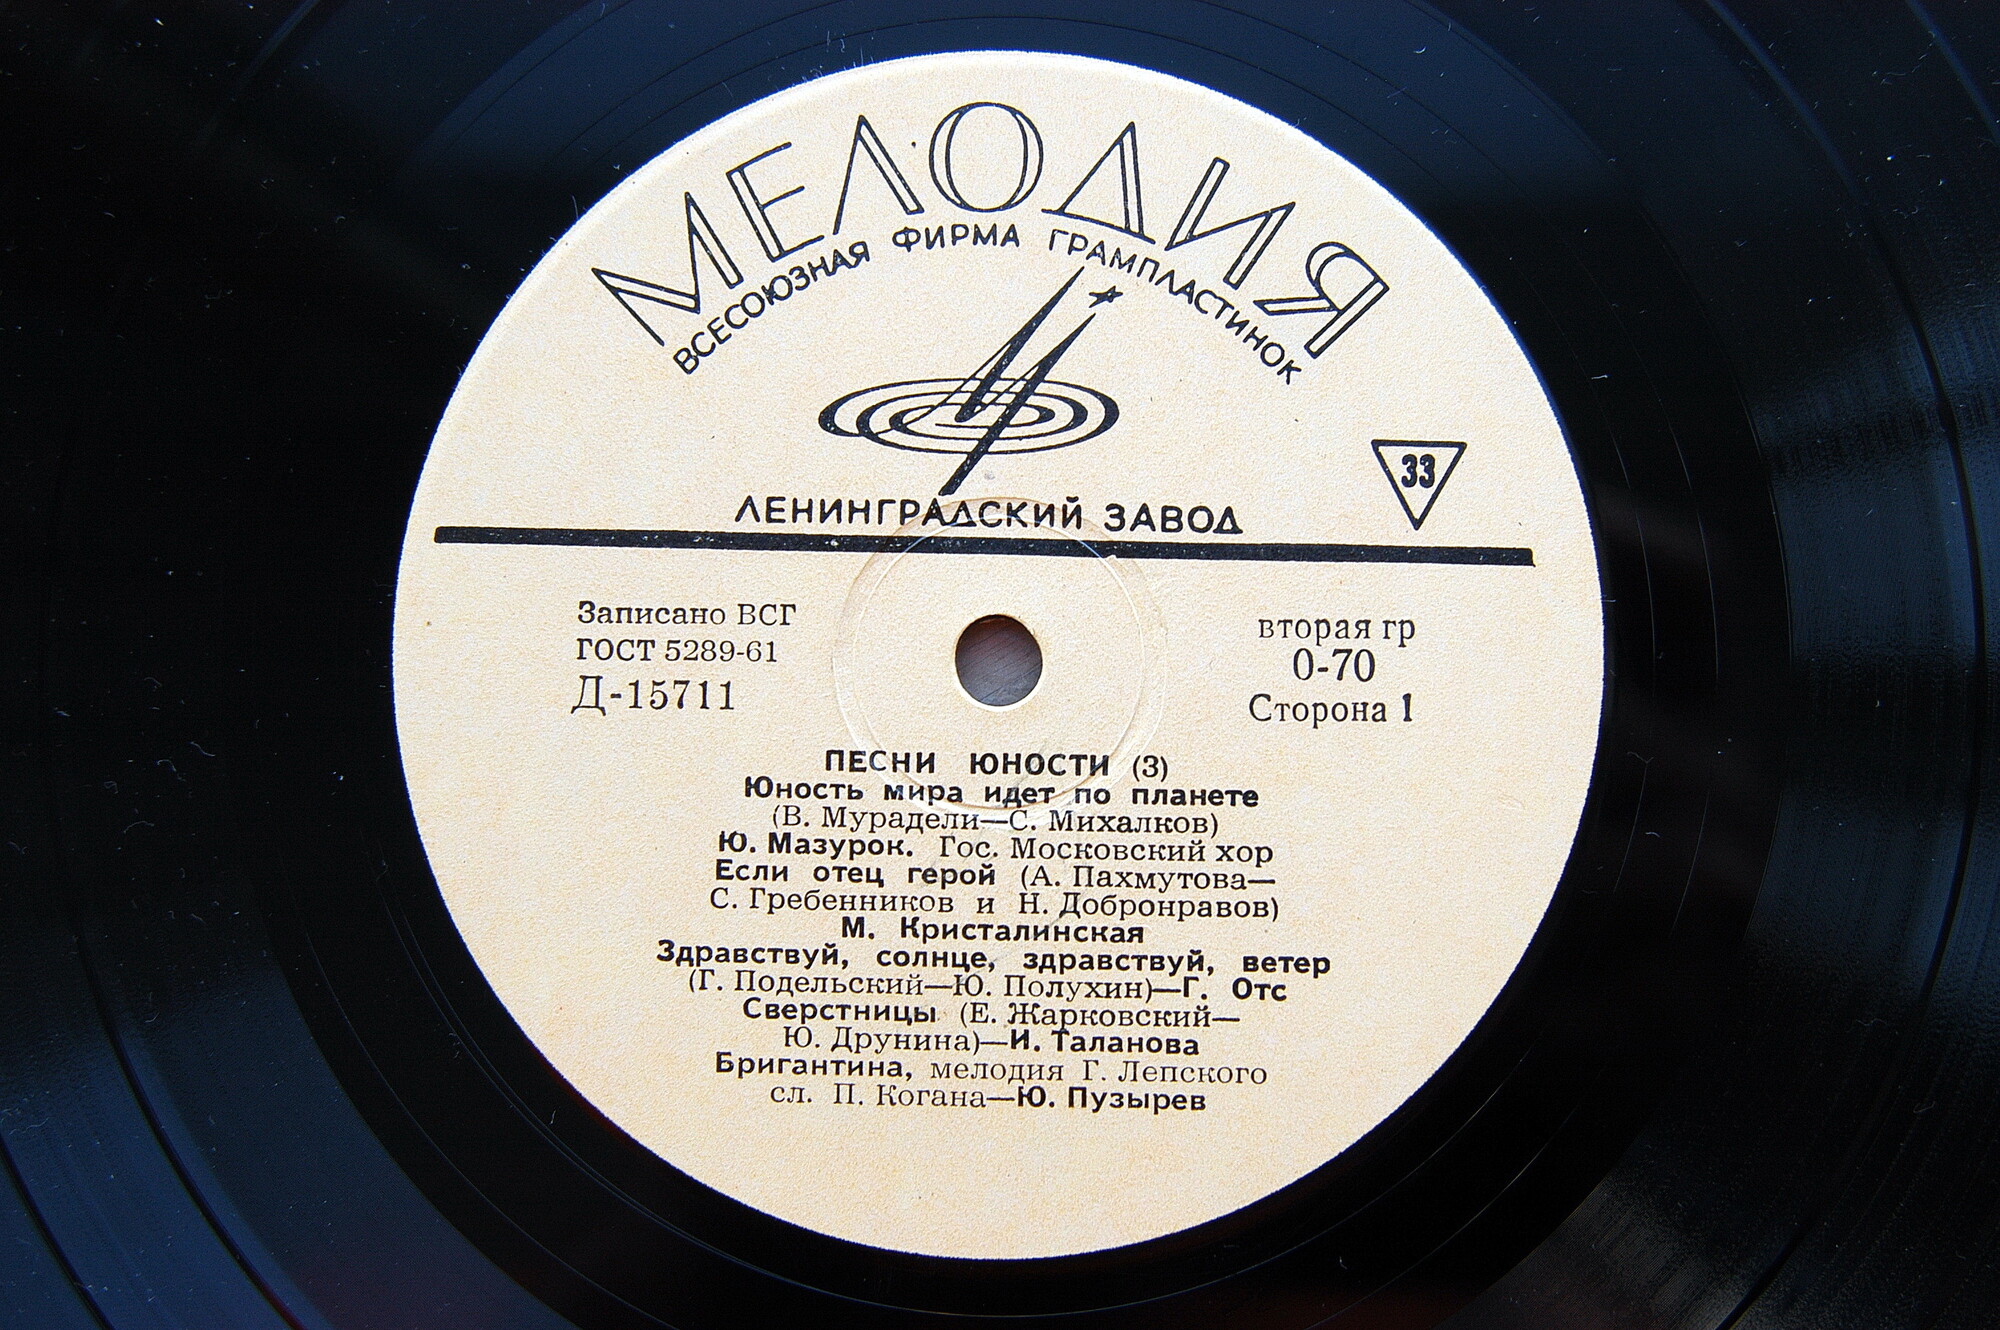 МЕЛОДИЯ
ВСЕСОЮЗНАЯ ФИРМА ГРАМПЛАСТИНОК
33
ЛЕНИНГРАДСКИЙ ЗАВОД
Записано ВСГ
ГОСТ 5289-61
Д-15711
вторая гр
0-70
Сторона 1
ПЕСНИ ЮНОСТИ (3)
Юность мира идет по планете
(В. Мурадели—С. Михалков)
Ю. Мазурок. Гос. Московский хор
Если отец герой (А. Пахмутова—
С. Гребенников и Н. Добронравов)
М. Кристалинская
Здравствуй, солнце, здравствуй, ветер
(Г. Подельский—Ю. Полухин)—Г. Отс
Сверстницы (Е. Жарковский—
Ю. Друнина)—И. Таланова
Бригантина, мелодия Г. Лепского
сл. П. Когана—Ю. Пузырев